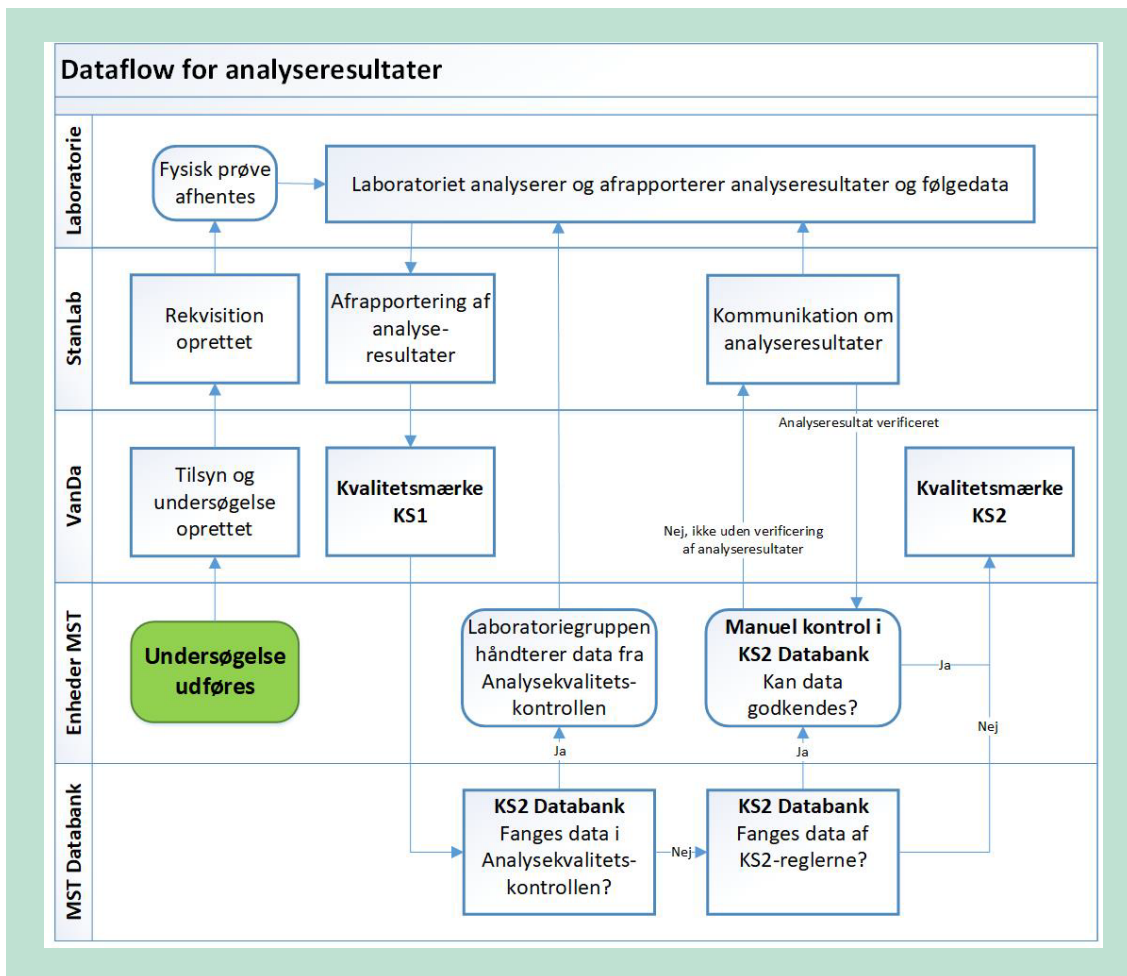 Dataflow for analyseresultater
Laboratorie
Fysisk prøve
afhentes
Laboratoriet analyserer og afrapporterer analyseresultater og følgedata
StanLab
Rekvisition
oprettet
Afrapportering af
analyse-
resultater
Kommunikation om
analyseresultater
Analyseresultat verificeret
VanDa
Tilsyn og
undersøgelse
oprettet
Kvalitetsmærke
KS1
Nej, ikke uden verificering
af analyseresultater
Kvalitetsmærke
KS2
Enheder MST
Undersøgelse
udføres
Laboratoriegruppen
håndterer data fra
Analysekvalitets-
kontrollen
Manuel kontrol i
KS2 Databank
Kan data
godkendes?
Ja
Nej
Ja
Ja
MST Databank
KS2 Databank
Fanges data i
Analysekvalitets-
kontrollen?
Nej
KS2 Databank
Fanges data af
KS2-reglerne?